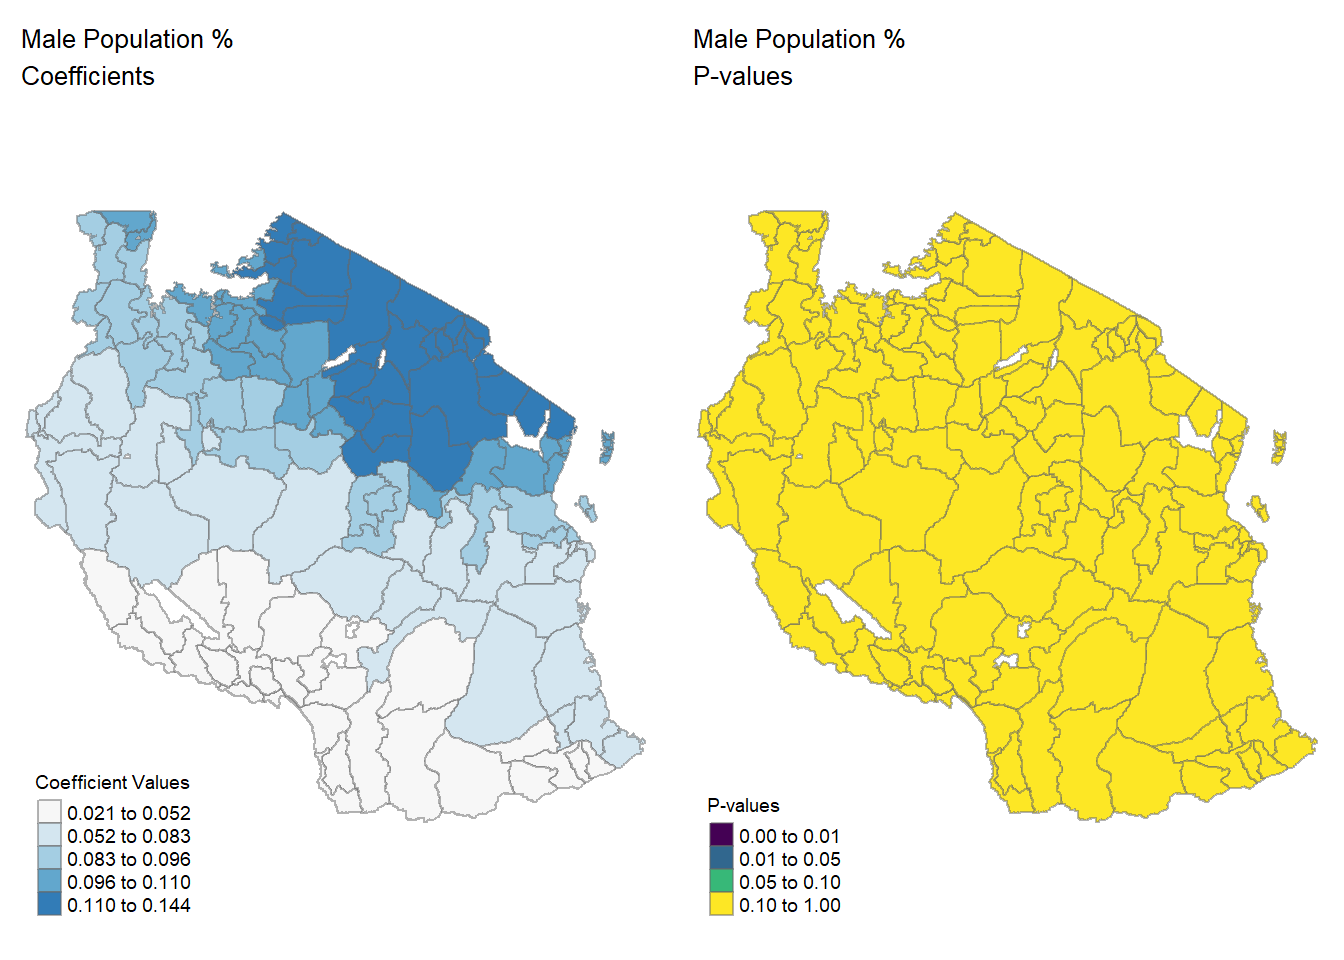 Male Population %
Coefficients
Coefficient Values
0.021 to 0.052
0.052 to 0.083
0.083 to 0.096
0.096 to 0.110
0.110 to 0.144
Male Population %
P-values
P-values
0.00 to 0.01
0.01 to 0.05
0.05 to 0.10
0.10 to 1.00